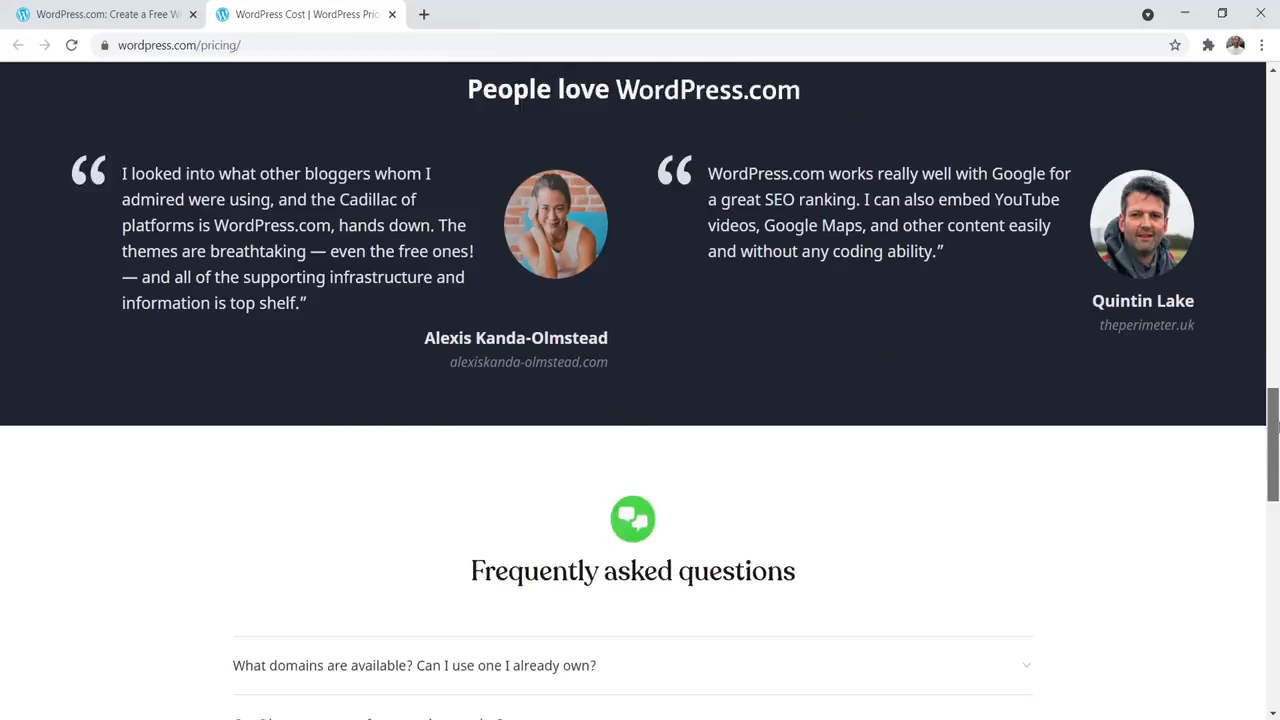 WordPress.com: Create a Free W
WordPress Cost | WordPress Pric
wordpress.com/pricing/
People love WordPress.com
“ I looked into what other bloggers whom I
admired were using, and the Cadillac of
platforms is WordPress.com, hands down. The
themes are breathtaking — even the free ones!
— and all of the supporting infrastructure and
information is top shelf.”
Alexis Kanda-Olmstead
alexiskanda-olmstead.com
“ WordPress.com works really well with Google for
a great SEO ranking. I can also embed YouTube
videos, Google Maps, and other content easily
and without any coding ability.”
Quintin Lake
theperimeter.uk
Frequently asked questions
What domains are available? Can I use one I already own?